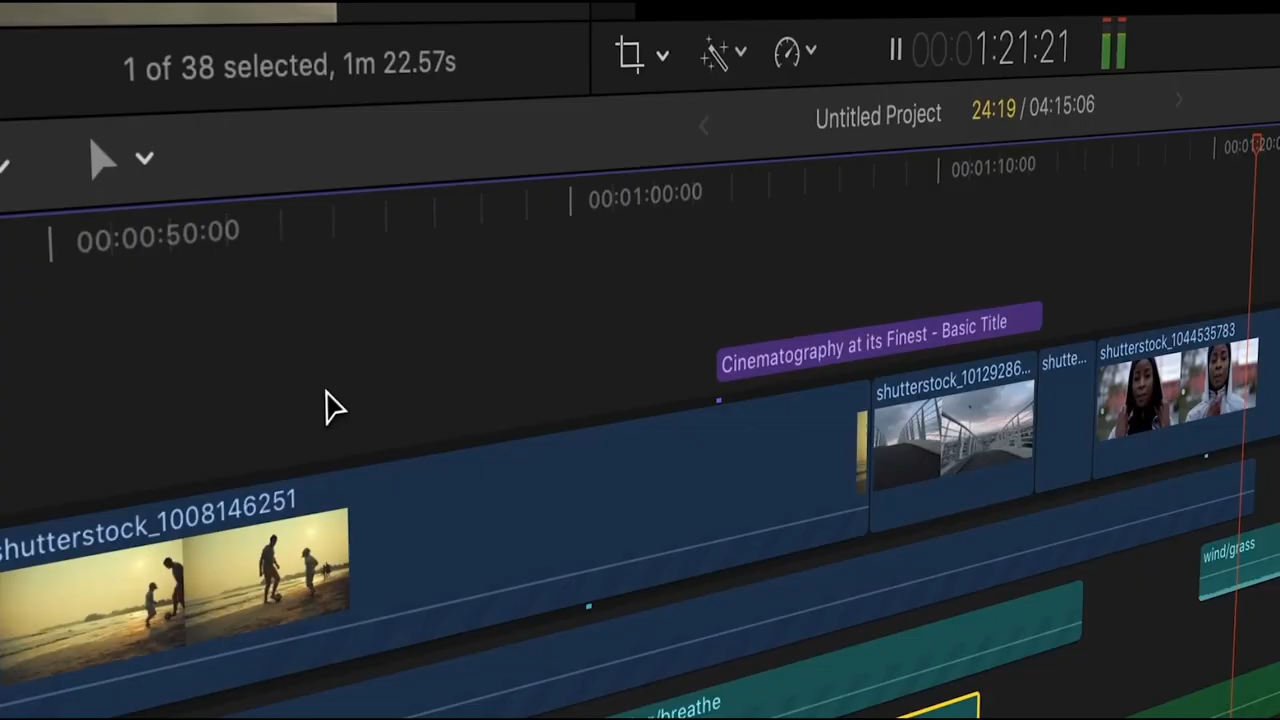 1 of 38 selected, 1m 22.57s
00:01:21:21
Untitled Project
24:19 / 04:15:06
00:00:50:00
00:01:00:00
00:01:10:00
Cinematography at its Finest - Basic Title
shutterstock_10129286...
shutte...
shutterstock_1044535783
shutterstock_1008146251
wind/grass
/breathe